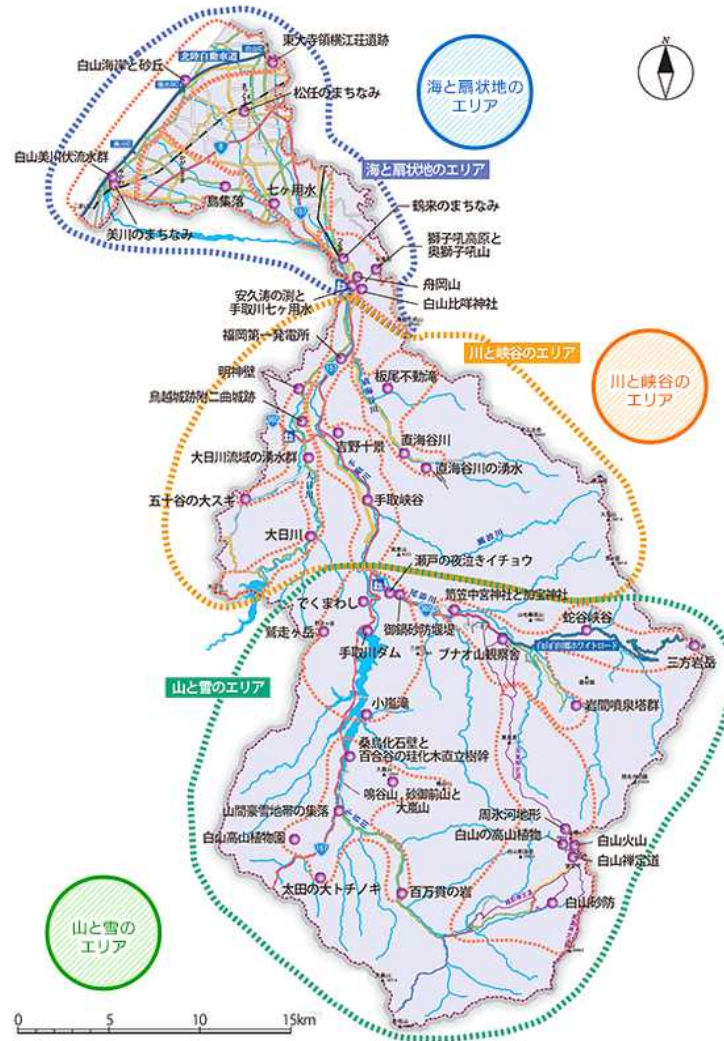 東大寺領横江荘遺跡
北陸自動車道
白山海岸と砂丘
海と扇状地の
エリア
N
松任のまちなみ
白山美川伏流水群
8
海と扇状地のエリア
島集落
七ヶ用水
157
鶴来のまちなみ
美川のまちなみ
獅子吼高原と
奥獅子吼山
舟岡山
安久涛の渕と
手取川七ヶ用水
白山比咩神社
福岡第一発電所
川と峡谷のエリア
川と峡谷の
エリア
明神壁
157
板尾不動滝
鳥越城跡附二曲城跡
吉野十景
直海谷川
大日川流域の湧水群
直海谷川の湧水
手取川
五十谷の大スギ
手取峡谷
大日川
瀬戸の夜泣きイチョウ
尾添川
でくまわし
笥笠中宮神社と加宝神社
蛇谷峡谷
鷲走ヶ岳
御鍋砂防堰堤
手取川ダム
ブナオ山観察舎
白山白川郷ホワイトロード
三方岩岳
山と雪のエリア
小嵐滝
岩間噴泉塔群
桑島化石壁と
百合谷の珪化木直立樹幹
鳴谷山、砂御前山と
大嵐山
山間豪雪地帯の集落
周氷河地形
白山高山植物園
白山の高山植物
白山火山
157
白山禅定道
太田の大トチノキ
百万貫の岩
白山砂防
山と雪の
エリア
0 5 10 15km